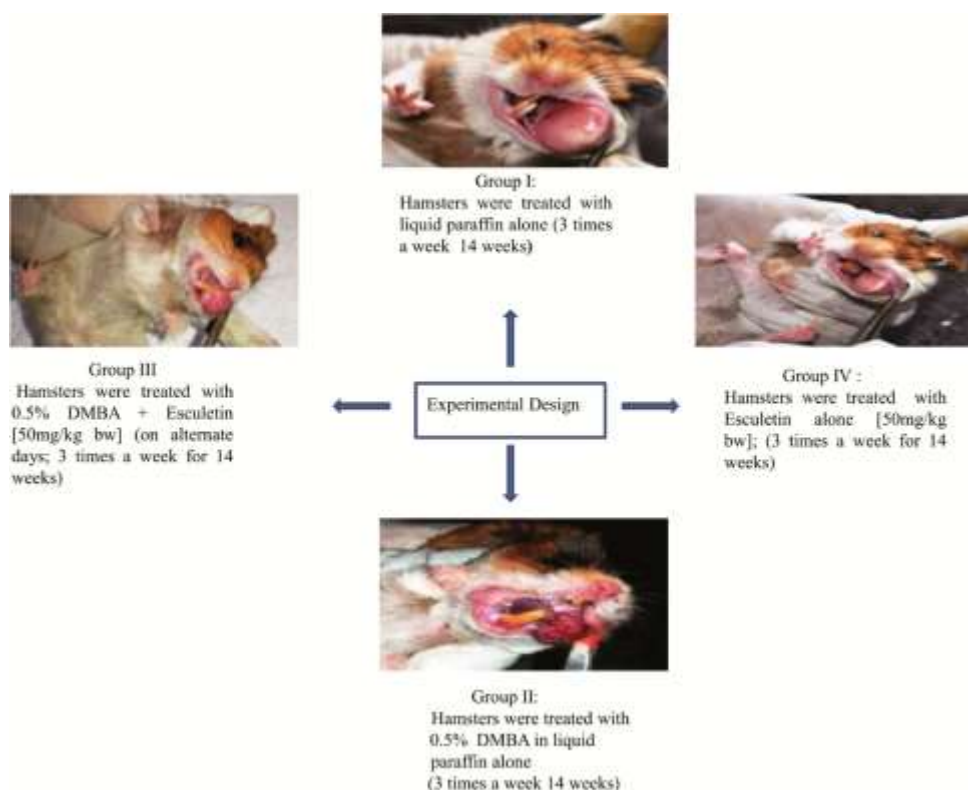 Group I:
Hamsters were treated with
liquid paraffin alone (3 times
a week 14 weeks)
Group III
Hamsters were treated with
0.5% DMBA + Esculetin
[50mg/kg bw] (on alternate
days; 3 times a week for 14
weeks)
Experimental Design
Group IV :
Hamsters were treated with
Esculetin alone [50mg/kg
bw]; (3 times a week for 14
weeks)
Group II:
Hamsters were treated with
0.5% DMBA in liquid
paraffin alone
(3 times a week 14 weeks)